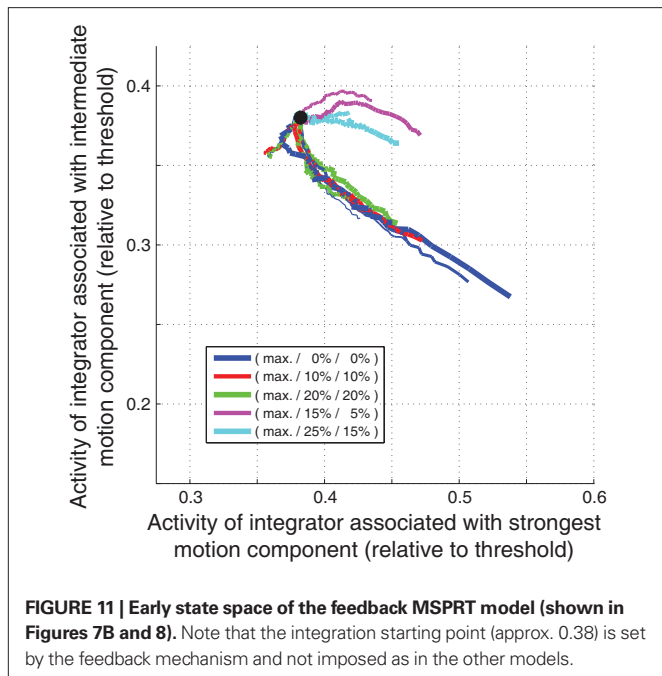 Activity of integrator associated with intermediate
motion component (relative to threshold)
0.4
0.3
0.2
( max. / 0% / 0% )
( max. / 10% / 10% )
( max. / 20% / 20% )
( max. / 15% / 5% )
( max. / 25% / 15% )
0.3 0.4 0.5 0.6
Activity of integrator associated with strongest
motion component (relative to threshold)
FIGURE 11 | Early state space of the feedback MSPRT model (shown in
Figures 7B and 8). Note that the integration starting point (approx. 0.38) is set
by the feedback mechanism and not imposed as in the other models.